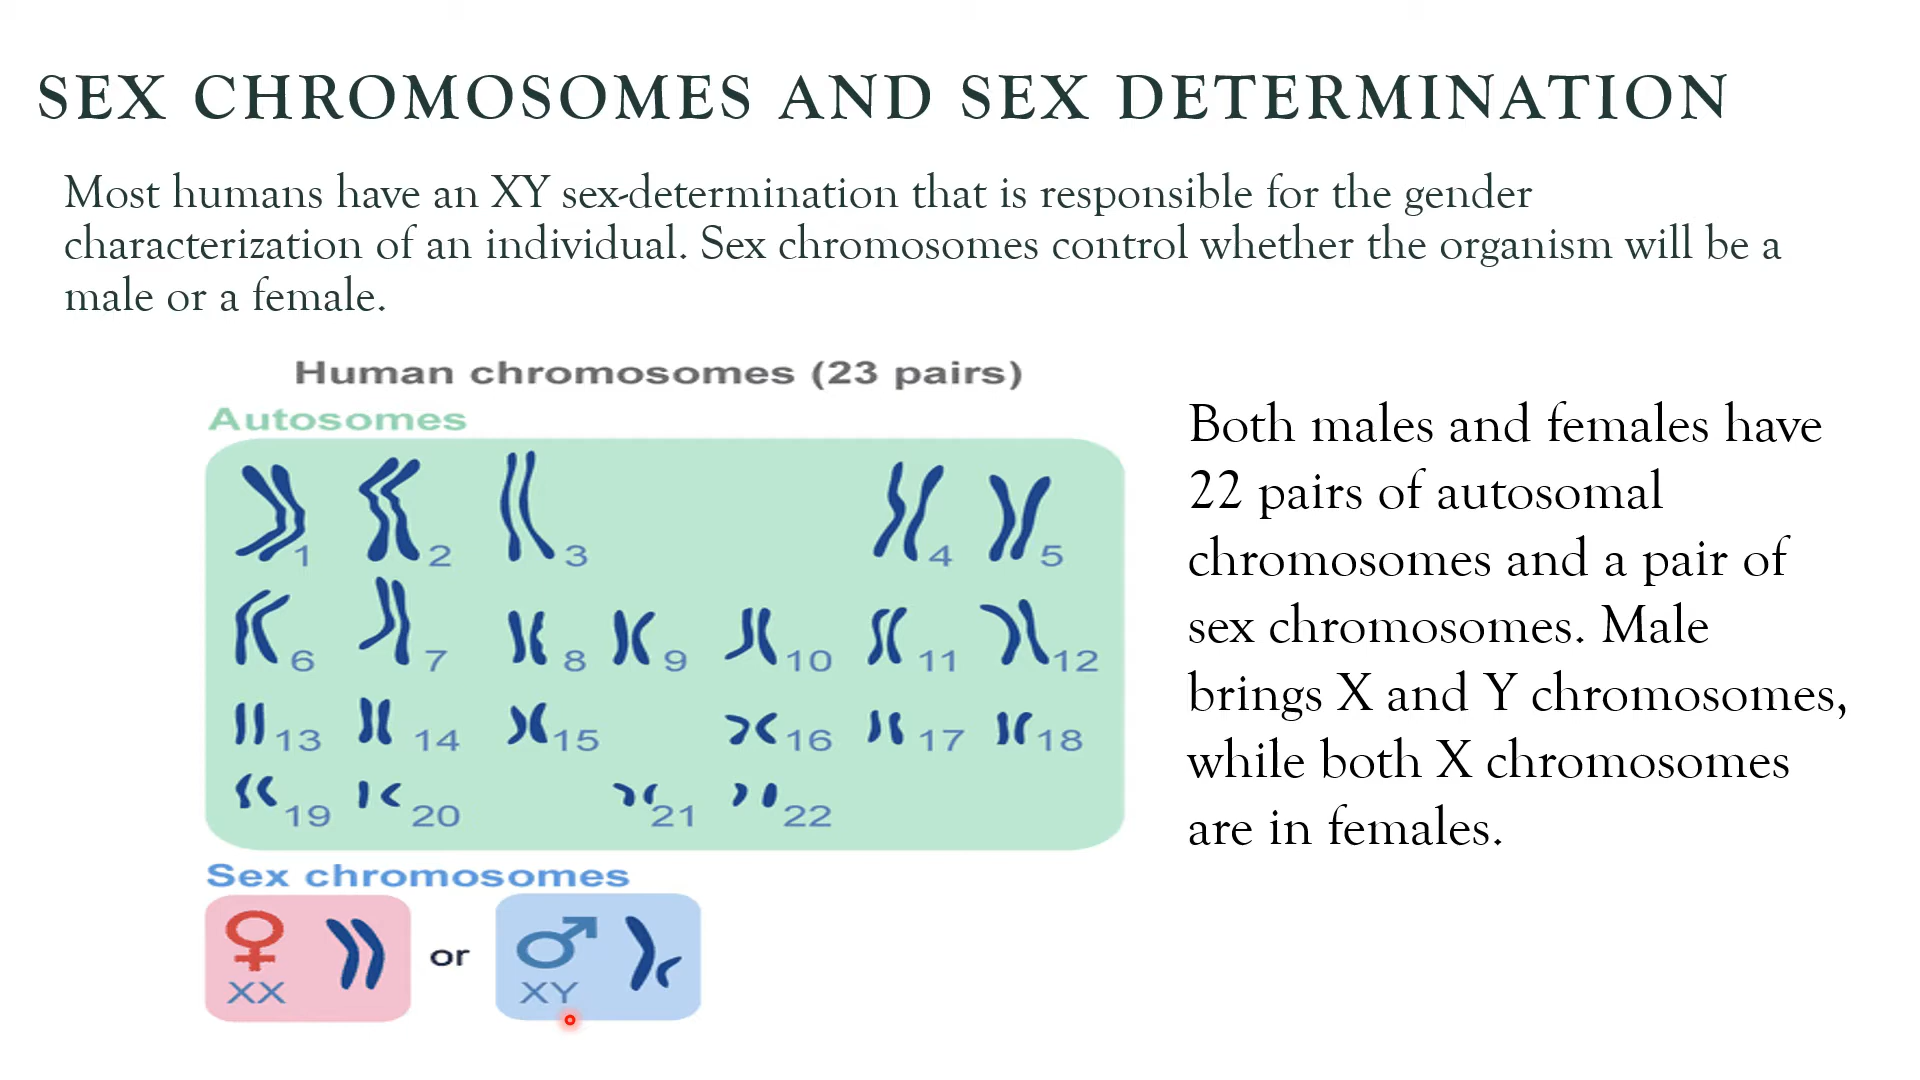 SEX CHROMOSOMES AND SEX DETERMINATION
Most humans have an XY sex-determination that is responsible for the gender
characterization of an individual. Sex chromosomes control whether the organism will be a
male or a female.
Human chromosomes (23 pairs)
Autosomes
1 2 3 4 5
6 7 8 9 10 11 12
13 14 15 16 17 18
19 20 21 22
Sex chromosomes
XX or XY
Both males and females have
22 pairs of autosomal
chromosomes and a pair of
sex chromosomes. Male
brings X and Y chromosomes,
while both X chromosomes
are in females.